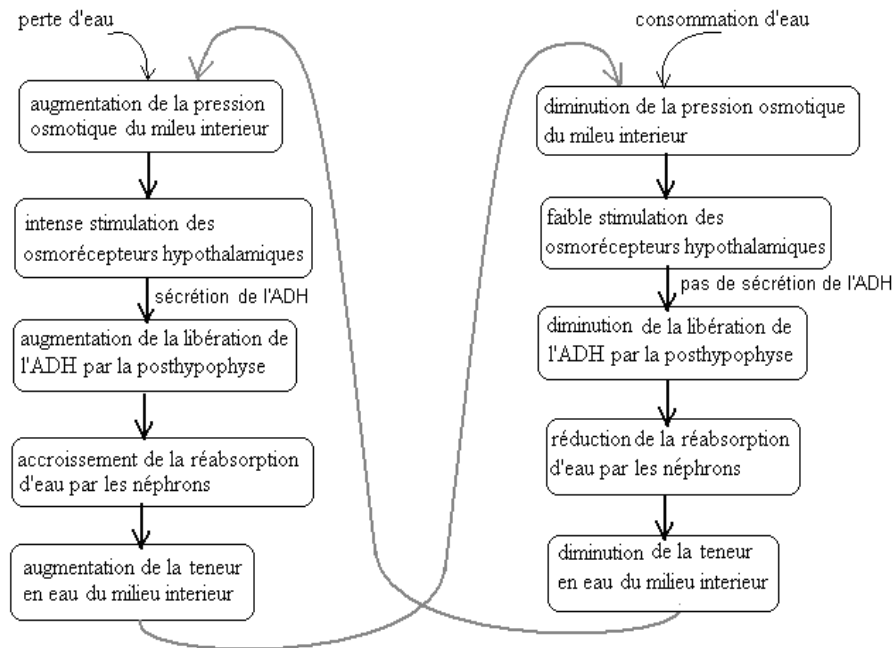 perte d'eau
augmentation de la pression
osmotique du mileu interieur
intense stimulation des
osmorécepteurs hypothalamiques
sécrétion de l'ADH
augmentation de la libération de
l'ADH par la posthypophyse
accroissement de la réabsorption
d'eau par les néphrons
augmentation de la teneur
en eau du milieu interieur
consommation d'eau
diminution de la pression osmotique
du mileu interieur
faible stimulation des
osmorécepteurs hypothalamiques
pas de sécrétion de l'ADH
diminution de la libération de
l'ADH par la posthypophyse
réduction de la réabsorption
d'eau par les néphrons
diminution de la teneur
en eau du milieu interieur